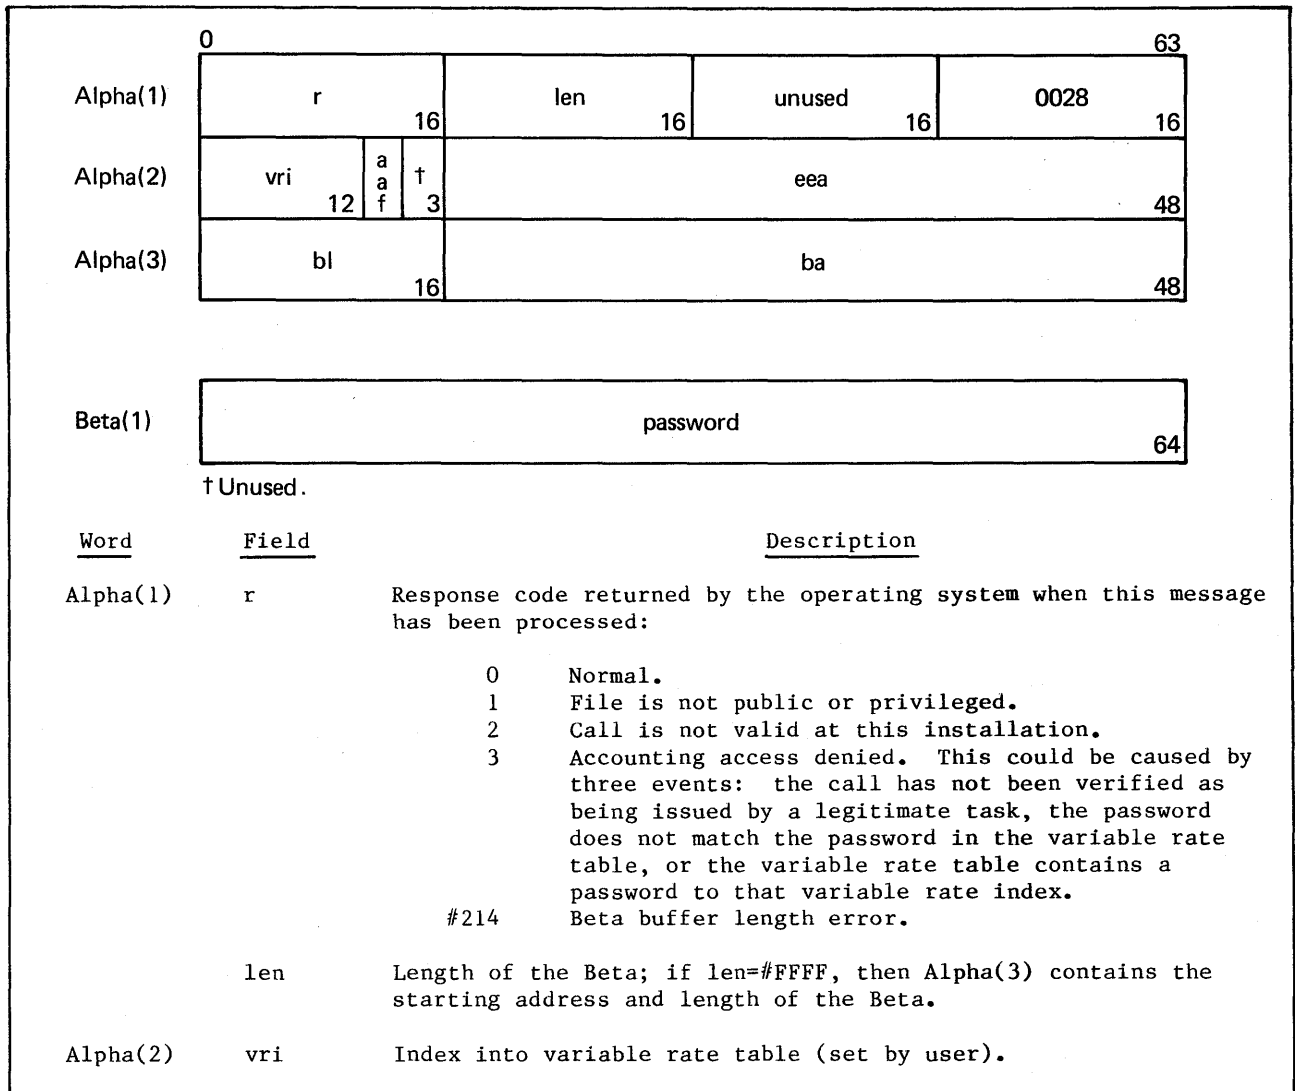 0 63
Alpha(1) r 16 len 16 unused 16 0028 16
Alpha(2) vri 12 a a f † 3 eea 48
Alpha(3) bl 16 ba 48
Beta(1) password 64
† Unused.
Word Field Description
Alpha(1) r Response code returned by the operating system when this message
has been processed:
0 Normal.
1 File is not public or privileged.
2 Call is not valid at this installation.
3 Accounting access denied. This could be caused by
three events: the call has not been verified as
being issued by a legitimate task, the password
does not match the password in the variable rate
table, or the variable rate table contains a
password to that variable rate index.
#214 Beta buffer length error.
len Length of the Beta; if len=#FFFF, then Alpha(3) contains the
starting address and length of the Beta.
Alpha(2) vri Index into variable rate table (set by user).